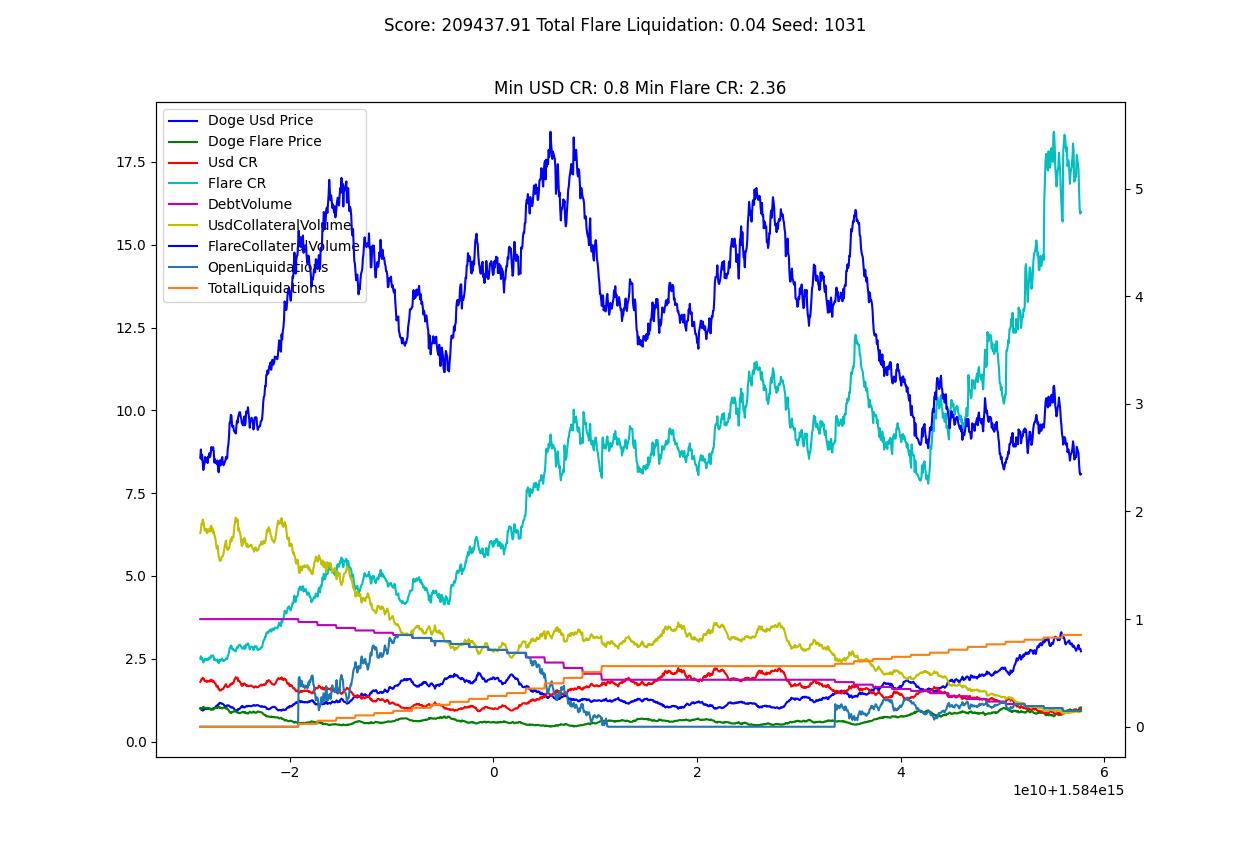 Score: 209437.91 Total Flare Liquidation: 0.04 Seed: 1031
Min USD CR: 0.8 Min Flare CR: 2.36
Doge Usd Price
Doge Flare Price
Usd CR
Flare CR
DebtVolume
UsdCollateralVolume
FlareCollateralVolume
OpenLiquidations
TotalLiquidations
17.5
15.0
12.5
10.0
7.5
5.0
2.5
0.0
5
4
3
2
1
0
−2
0
2
4
6
1e10+1.584e15